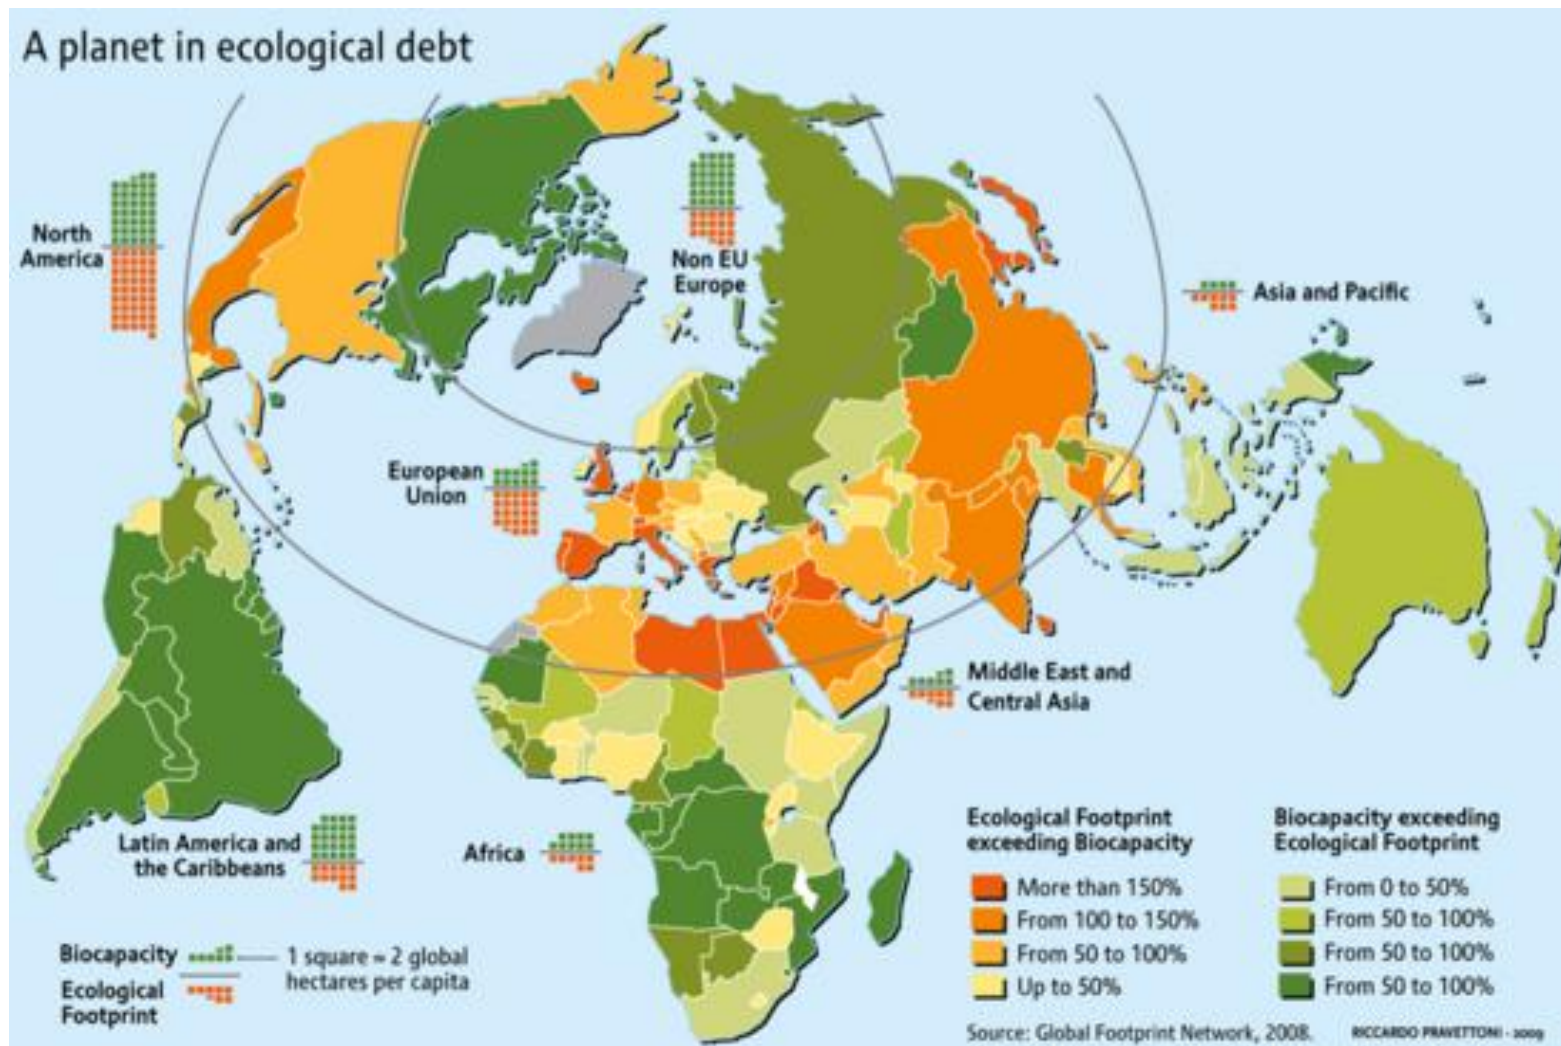 A planet in ecological debt
North
America
Non EU
Europe
Asia and Pacific
European
Union
Middle East and
Central Asia
Latin America and
the Caribbeans
Africa
Biocapacity
1 square = 2 global
hectares per capita
Ecological
Footprint
Ecological Footprint
exceeding Biocapacity
More than 150%
From 100 to 150%
From 50 to 100%
Up to 50%
Biocapacity exceeding
Ecological Footprint
From 0 to 50%
From 50 to 100%
From 50 to 100%
From 50 to 100%
Source: Global Footprint Network, 2008.
RICCARDO PRAVETTONI - 2009